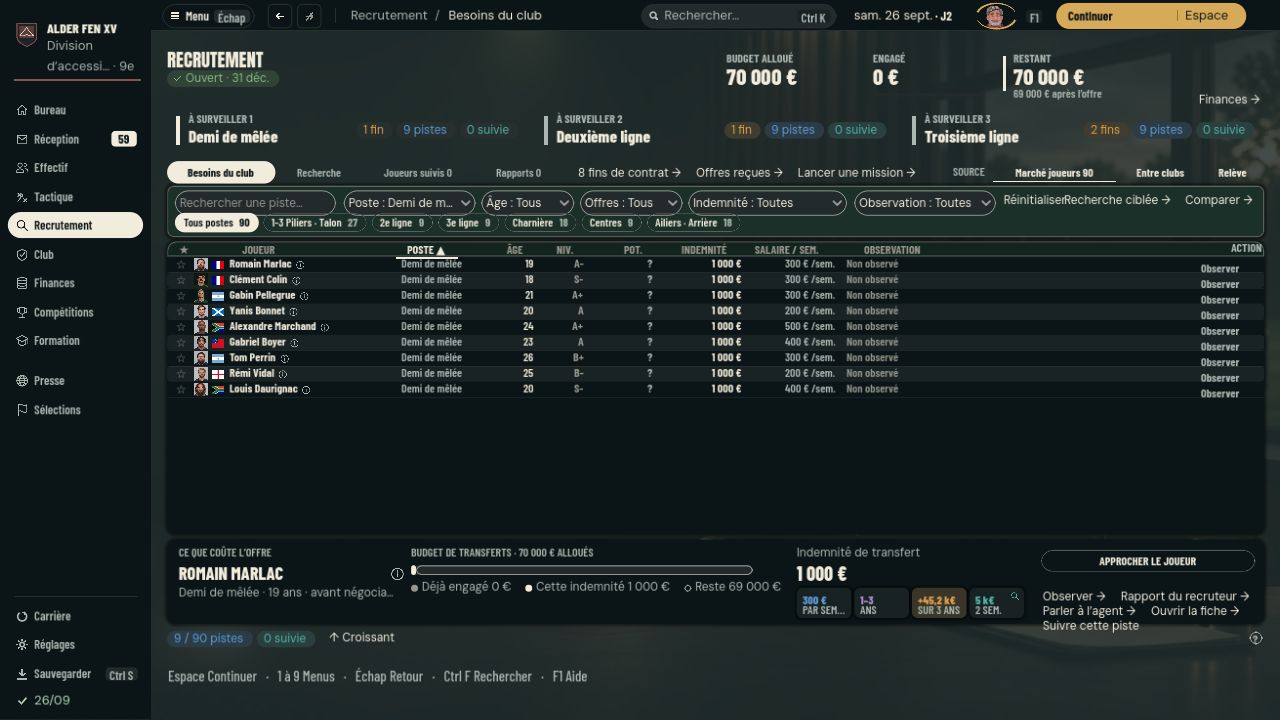 ALDER FEN XV
Division
d'accessi... · 9e
Menu Échap
Recrutement / Besoins du club
Rechercher... Ctrl K
sam. 26 sept. · J2
F1
Continuer Espace
Bureau
Réception 59
Effectif
Tactique
Recrutement
Club
Finances
Compétitions
Formation
Presse
Sélections
Carrière
Réglages
Sauvegarder Ctrl S
26/09
RECRUTEMENT
Ouvert · 31 déc.
BUDGET ALLOUÉ
70 000 €
ENGAGÉ
0 €
RESTANT
70 000 €
69 000 € après l'offre
Finances →
À SURVEILLER 1
Demi de mêlée
1 fin 9 pistes 0 suivie
À SURVEILLER 2
Deuxième ligne
1 fin 9 pistes 0 suivie
À SURVEILLER 3
Troisième ligne
2 fins 9 pistes 0 suivie
Besoins du club Recherche Joueurs suivis 0 Rapports 0 8 fins de contrat → Offres reçues → Lancer une mission → SOURCE Marché joueurs 90 Entre clubs Relève
Rechercher une piste... Poste : Demi de m... Âge : Tous Offres : Tous Indemnité : Toutes Observation : Toutes Réinitialiser Recherche ciblée → Comparer →
Tous postes 90 1-3 Piliers · Talon 27 2e ligne 9 3e ligne 9 Charnière 18 Centres 9 Ailiers · Arrière 18
★ JOUEUR POSTE ▲ ÂGE NIV. POT. INDEMNITÉ SALAIRE / SEM. OBSERVATION ACTION
Romain Marlac Demi de mêlée 19 A- ? 1 000 € 300 € /sem. Non observé Observer
Clément Colin Demi de mêlée 18 S- ? 1 000 € 300 € /sem. Non observé Observer
Gabin Pellegrue Demi de mêlée 21 A+ ? 1 000 € 300 € /sem. Non observé Observer
Yanis Bonnet Demi de mêlée 20 A ? 1 000 € 200 € /sem. Non observé Observer
Alexandre Marchand Demi de mêlée 24 A+ ? 1 000 € 500 € /sem. Non observé Observer
Gabriel Boyer Demi de mêlée 23 A ? 1 000 € 400 € /sem. Non observé Observer
Tom Perrin Demi de mêlée 26 B+ ? 1 000 € 300 € /sem. Non observé Observer
Rémi Vidal Demi de mêlée 25 B- ? 1 000 € 200 € /sem. Non observé Observer
Louis Daurignac Demi de mêlée 20 S- ? 1 000 € 400 € /sem. Non observé Observer
CE QUE COÛTE L'OFFRE
ROMAIN MARLAC
Demi de mêlée · 19 ans · avant négocia...
BUDGET DE TRANSFERTS · 70 000 € ALLOUÉS
Déjà engagé 0 € Cette indemnité 1 000 € Reste 69 000 €
Indemnité de transfert
1 000 €
300 €
PAR SEM...
1-3
ANS
+45,2 k€
SUR 3 ANS
5 k€
2 SEM.
APPROCHER LE JOUEUR
Observer → Rapport du recruteur →
Parler à l'agent → Ouvrir la fiche →
Suivre cette piste
9 / 90 pistes 0 suivie ↑ Croissant
Espace Continuer · 1 à 9 Menus · Échap Retour · Ctrl F Rechercher · F1 Aide